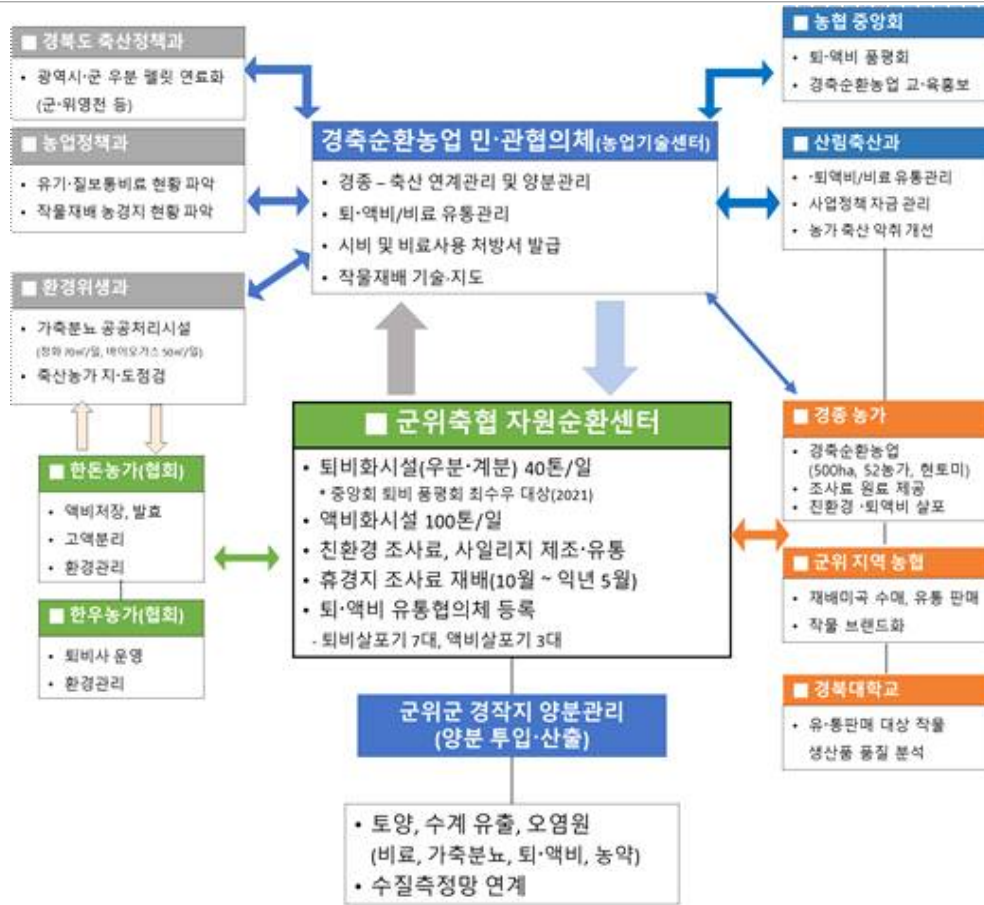 ■ 경북도 축산정책과
• 광역시·군 우분 펠릿 연료화
(군·위영천 등)
■ 농업정책과
• 유기·질보통비료 현황 파악
• 작물재배 농경지 현황 파악
■ 환경위생과
• 가축분뇨 공공처리시설
(정화 70㎥/일, 바이오가스 50㎥/일)
• 축산농가 지·도점검
■ 한돈농가(협회)
• 액비저장, 발효
• 고액분리
• 환경관리
■ 한우농가(협회)
• 퇴비사 운영
• 환경관리
경축순환농업 민·관협의체(농업기술센터)
• 경종 – 축산 연계관리 및 양분관리
• 퇴·액비/비료 유통관리
• 시비 및 비료사용 처방서 발급
• 작물재배 기술·지도
■ 군위축협 자원순환센터
• 퇴비화시설(우분·계분) 40톤/일
* 중앙회 퇴비 품평회 최수우 대상(2021)
• 액비화시설 100톤/일
• 친환경 조사료, 사일리지 제조·유통
• 휴경지 조사료 재배(10월 ~ 익년 5월)
• 퇴·액비 유통협의체 등록
- 퇴비살포기 7대, 액비살포기 3대
군위군 경작지 양분관리
(양분 투입·산출)
• 토양, 수계 유출, 오염원
(비료, 가축분뇨, 퇴·액비, 농약)
• 수질측정망 연계
■ 농협 중앙회
• 퇴·액비 품평회
• 경축순환농업 교·육홍보
■ 산림축산과
• ·퇴액비/비료 유통관리
• 사업정책 자금 관리
• 농가 축산 악취 개선
■ 경종 농가
• 경축순환농업
(500ha, 52농가, 현토미)
• 조사료 원료 제공
• 친환경 ·퇴액비 살포
■ 군위 지역 농협
• 재배미곡 수매, 유통 판매
• 작물 브랜드화
■ 경북대학교
• 유·통판매 대상 작물
생산품 품질 분석